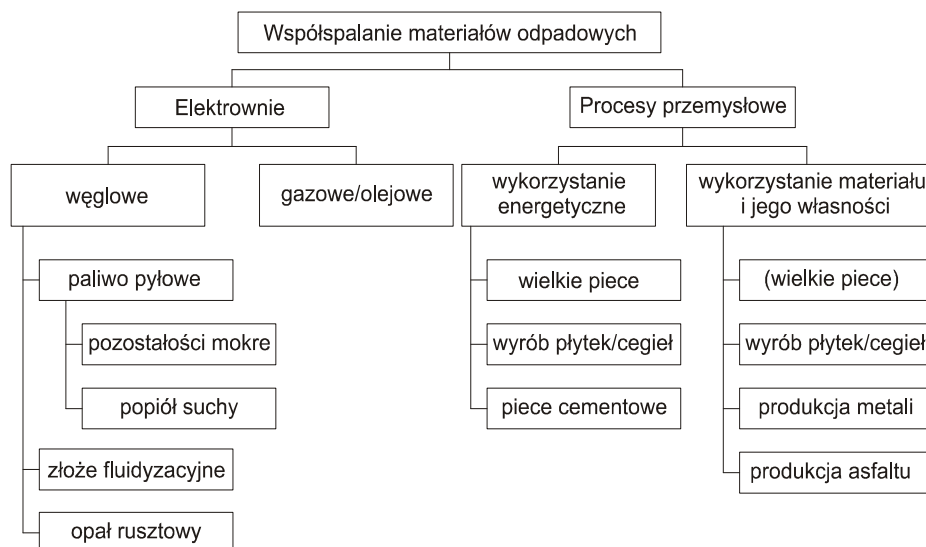 Współspalanie materiałów odpadowych
Elektrownie
Procesy przemysłowe
węglowe
gazowe/olejowe
wykorzystanie
energetyczne
wykorzystanie materiału
i jego własności
paliwo pyłowe
pozostałości mokre
popiół suchy
złoże fluidyzacyjne
opał rusztowy
wielkie piece
wyrób płytek/cegieł
piece cementowe
(wielkie piece)
wyrób płytek/cegieł
produkcja metali
produkcja asfaltu